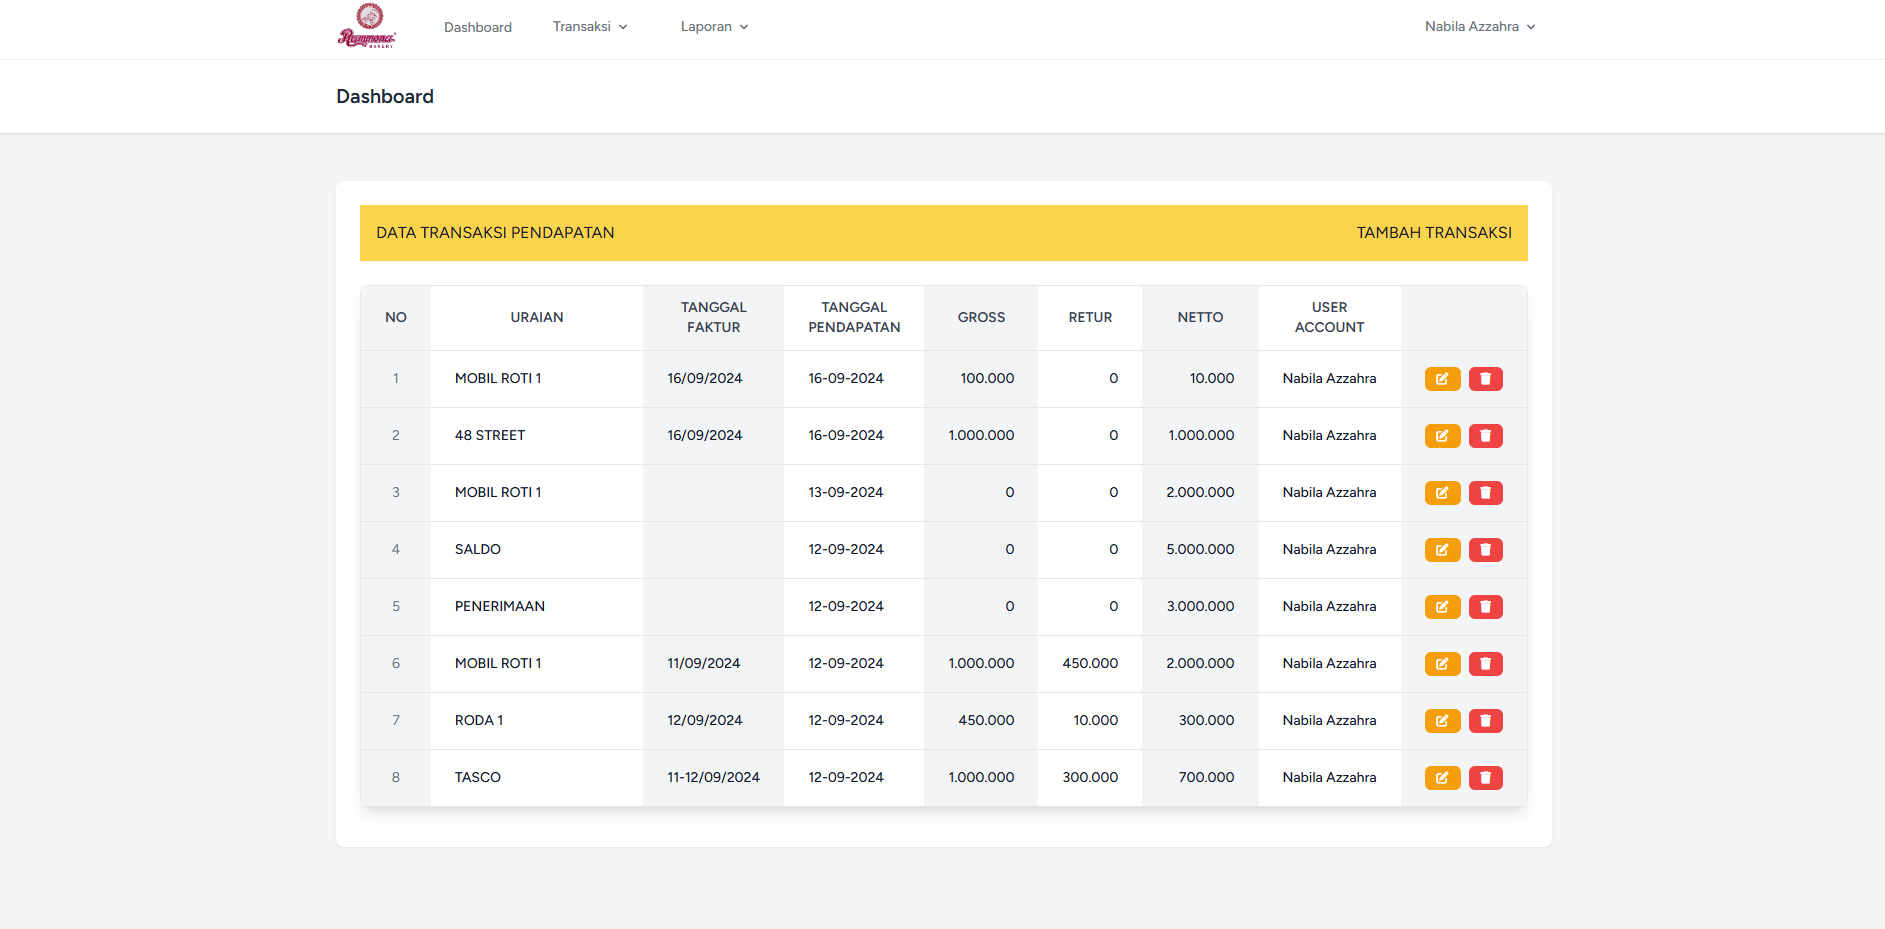 Rammona
BAKERY
Dashboard Transaksi Laporan Nabila Azzahra
Dashboard
DATA TRANSAKSI PENDAPATAN TAMBAH TRANSAKSI
NO URAIAN TANGGAL FAKTUR TANGGAL PENDAPATAN GROSS RETUR NETTO USER ACCOUNT
1 MOBIL ROTI 1 16/09/2024 16-09-2024 100.000 0 10.000 Nabila Azzahra
2 48 STREET 16/09/2024 16-09-2024 1.000.000 0 1.000.000 Nabila Azzahra
3 MOBIL ROTI 1 13-09-2024 0 0 2.000.000 Nabila Azzahra
4 SALDO 12-09-2024 0 0 5.000.000 Nabila Azzahra
5 PENERIMAAN 12-09-2024 0 0 3.000.000 Nabila Azzahra
6 MOBIL ROTI 1 11/09/2024 12-09-2024 1.000.000 450.000 2.000.000 Nabila Azzahra
7 RODA 1 12/09/2024 12-09-2024 450.000 10.000 300.000 Nabila Azzahra
8 TASCO 11-12/09/2024 12-09-2024 1.000.000 300.000 700.000 Nabila Azzahra